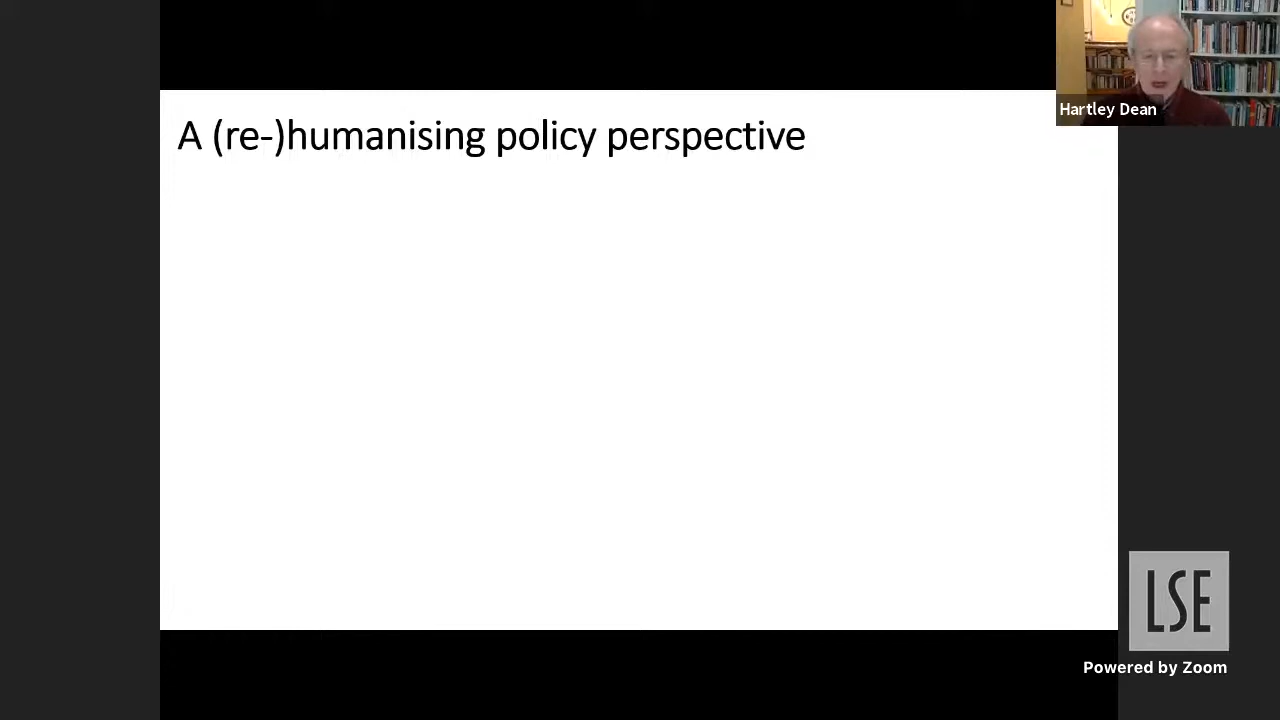 A (re-)humanising policy perspective
Hartley Dean
LSE
Powered by Zoom